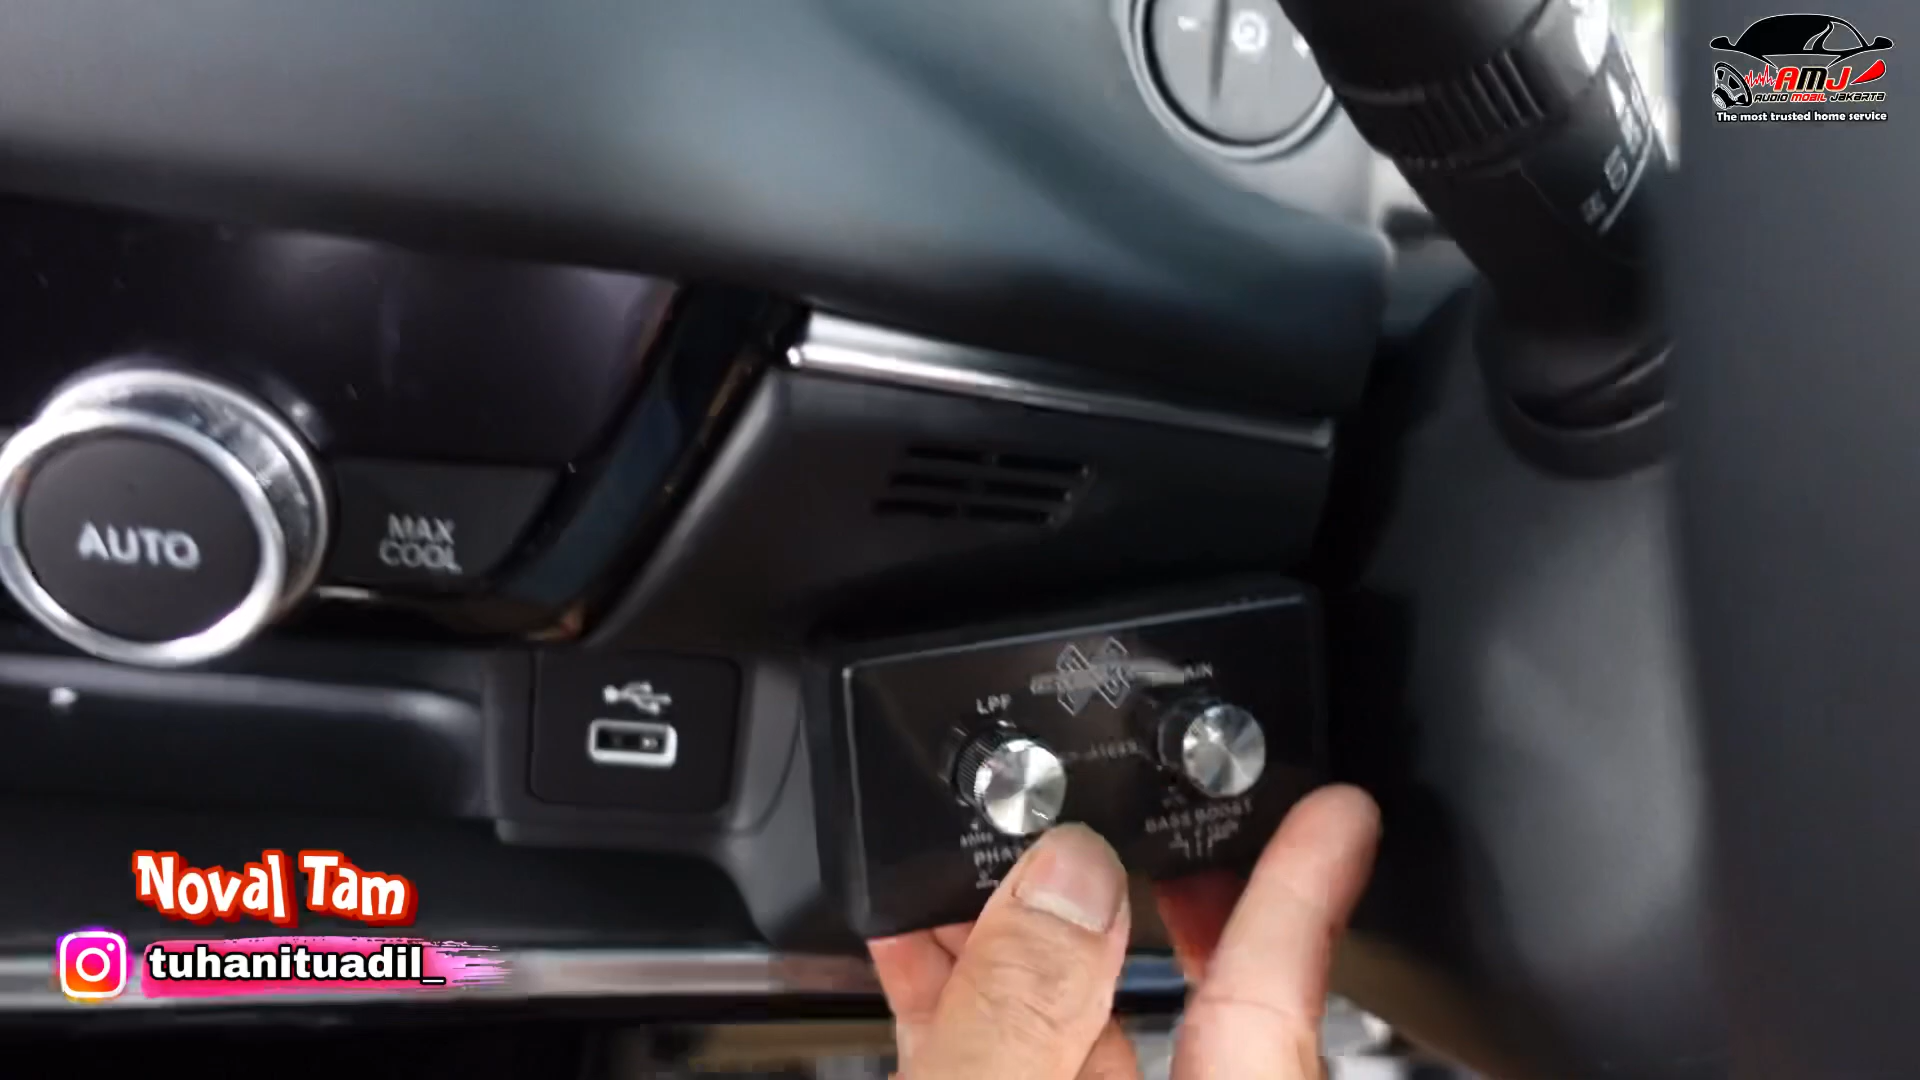 AMJ
AUDIO MOBIL JAKARTA
The most trusted home service
AUTO
MAX
COOL
LPF
BASS BOOST
Noval Tam
tuhanituadil_